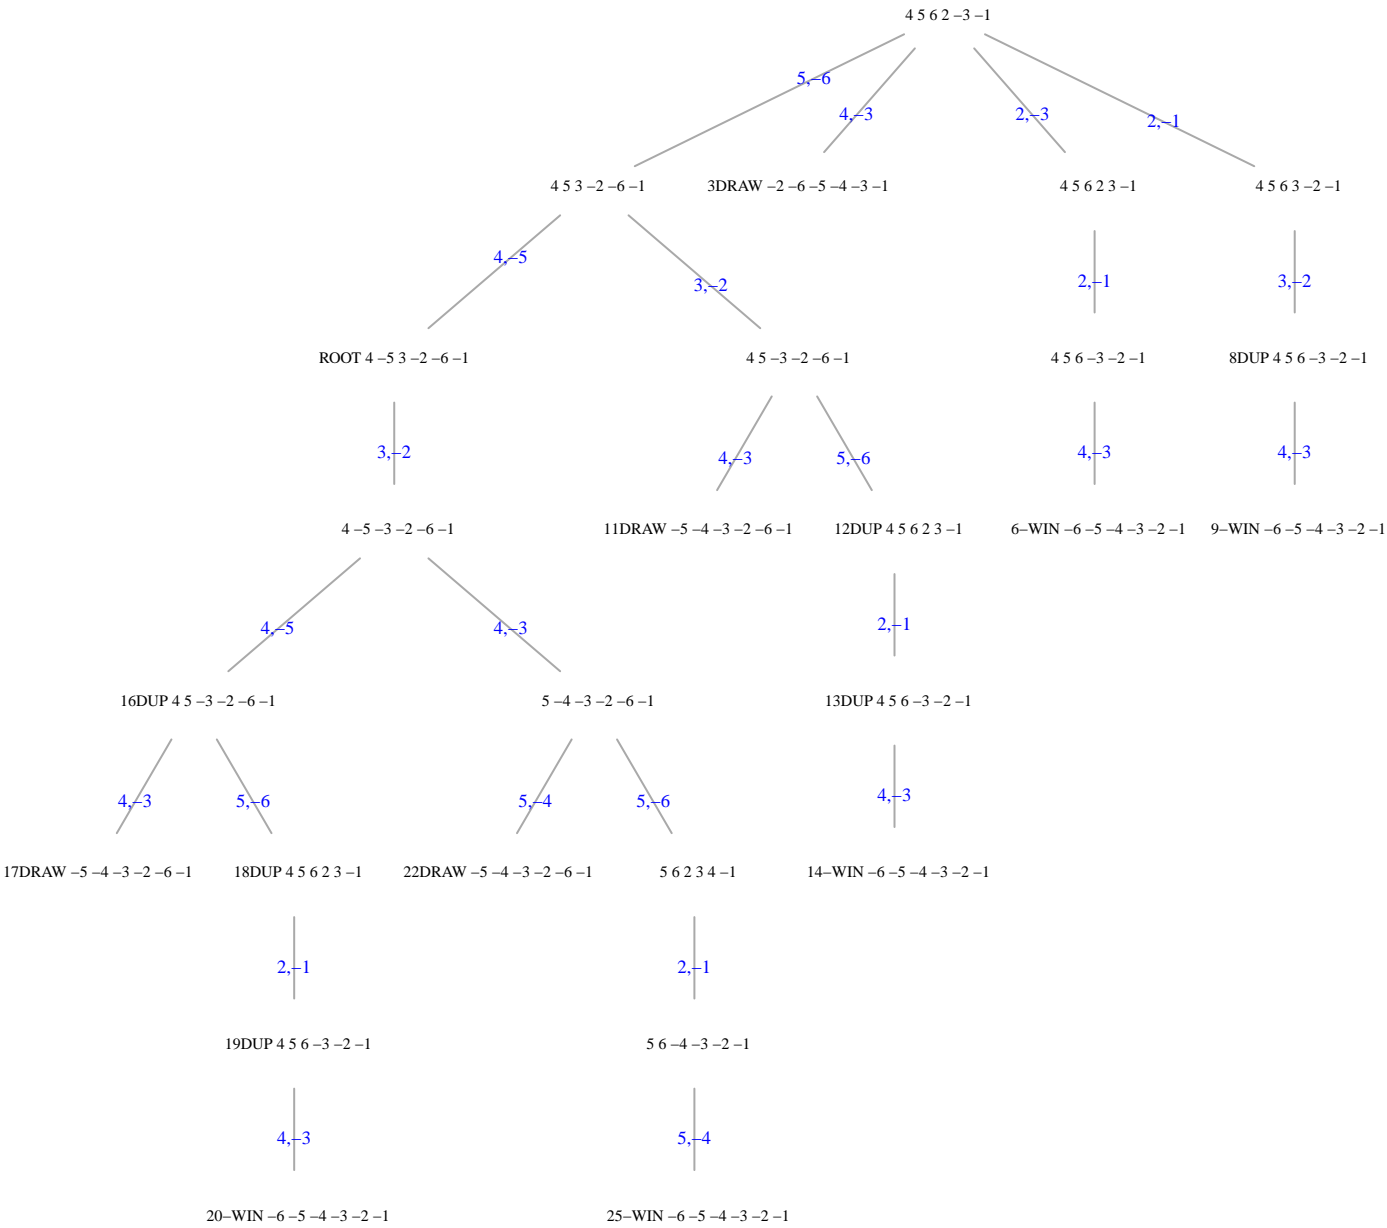 4 5 6 2 –3 –1
5,–6
4,–3
2,–3
2,–1
4 5 3 –2 –6 –1
3DRAW –2 –6 –5 –4 –3 –1
4 5 6 2 3 –1
4 5 6 3 –2 –1
4,–5
3,–2
2,–1
3,–2
ROOT 4 –5 3 –2 –6 –1
4 5 –3 –2 –6 –1
4 5 6 –3 –2 –1
8DUP 4 5 6 –3 –2 –1
3,–2
4,–3
5,–6
4,–3
4,–3
4 –5 –3 –2 –6 –1
11DRAW –5 –4 –3 –2 –6 –1
12DUP 4 5 6 2 3 –1
6–WIN –6 –5 –4 –3 –2 –1
9–WIN –6 –5 –4 –3 –2 –1
4,–5
4,–3
2,–1
16DUP 4 5 –3 –2 –6 –1
5 –4 –3 –2 –6 –1
13DUP 4 5 6 –3 –2 –1
4,–3
5,–6
5,–4
5,–6
4,–3
17DRAW –5 –4 –3 –2 –6 –1
18DUP 4 5 6 2 3 –1
22DRAW –5 –4 –3 –2 –6 –1
5 6 2 3 4 –1
14–WIN –6 –5 –4 –3 –2 –1
2,–1
2,–1
19DUP 4 5 6 –3 –2 –1
5 6 –4 –3 –2 –1
4,–3
5,–4
20–WIN –6 –5 –4 –3 –2 –1
25–WIN –6 –5 –4 –3 –2 –1